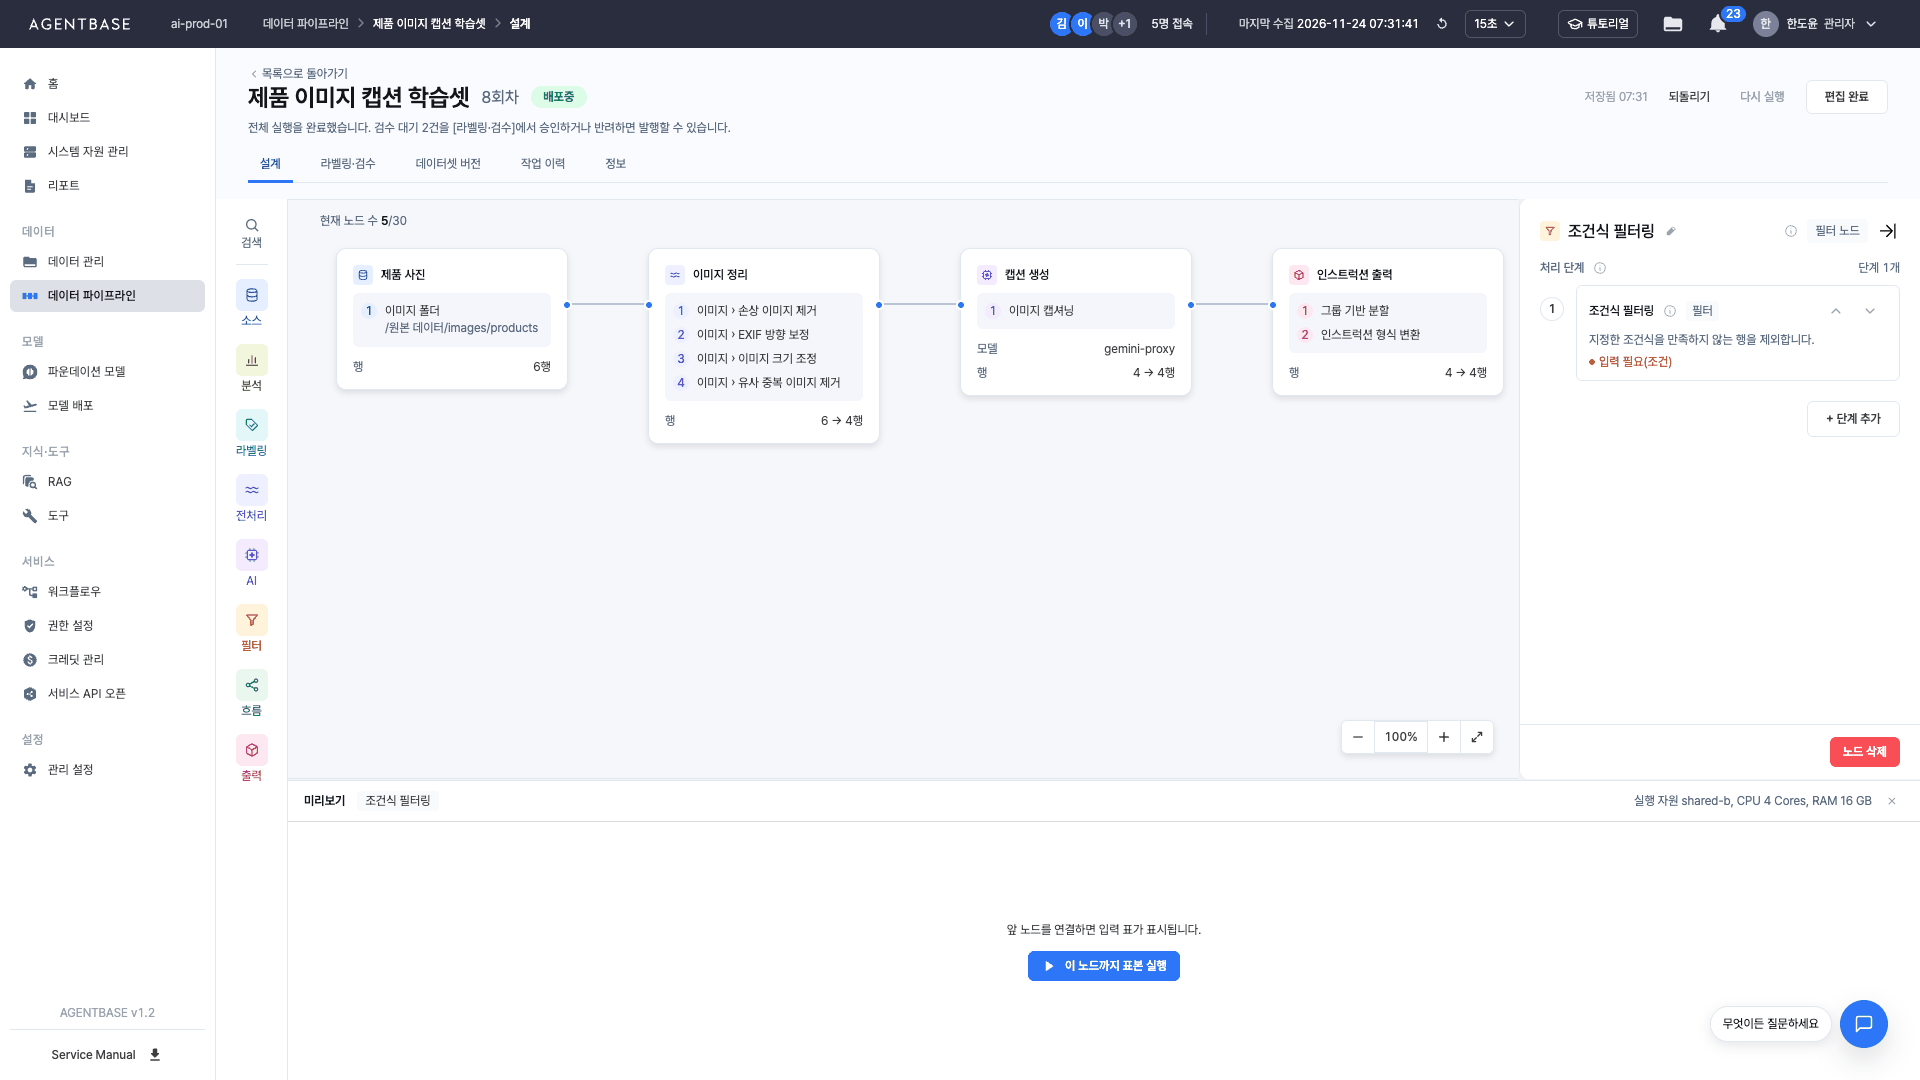 AGENTBASE
ai-prod-01
데이터 파이프라인 > 제품 이미지 캡션 학습셋 > 설계
김 이 박 +1 5명 접속
마지막 수집 2026-11-24 07:31:41
15초
튜토리얼
23
한 한도윤 관리자
홈
대시보드
시스템 자원 관리
리포트
데이터
데이터 관리
데이터 파이프라인
모델
파운데이션 모델
모델 배포
지식·도구
RAG
도구
서비스
워크플로우
권한 설정
크레딧 관리
서비스 API 오픈
설정
관리 설정
AGENTBASE v1.2
Service Manual
목록으로 돌아가기
제품 이미지 캡션 학습셋 8회차 배포중
저장됨 07:31 되돌리기 다시 실행 편집 완료
전체 실행을 완료했습니다. 검수 대기 2건을 [라벨링·검수]에서 승인하거나 반려하면 발행할 수 있습니다.
설계 라벨링·검수 데이터셋 버전 작업 이력 정보
검색
소스
분석
라벨링
전처리
AI
필터
흐름
출력
현재 노드 수 5/30
제품 사진
1 이미지 폴더
/원본 데이터/images/products
행 6행
이미지 정리
1 이미지 › 손상 이미지 제거
2 이미지 › EXIF 방향 보정
3 이미지 › 이미지 크기 조정
4 이미지 › 유사 중복 이미지 제거
행 6 → 4행
캡션 생성
1 이미지 캡셔닝
모델 gemini-proxy
행 4 → 4행
인스트럭션 출력
1 그룹 기반 분할
2 인스트럭션 형식 변환
행 4 → 4행
100%
조건식 필터링 필터 노드
처리 단계 단계 1개
1 조건식 필터링 필터
지정한 조건식을 만족하지 않는 행을 제외합니다.
입력 필요(조건)
+ 단계 추가
노드 삭제
미리보기 조건식 필터링
실행 자원 shared-b, CPU 4 Cores, RAM 16 GB
앞 노드를 연결하면 입력 표가 표시됩니다.
이 노드까지 표본 실행
무엇이든 질문하세요